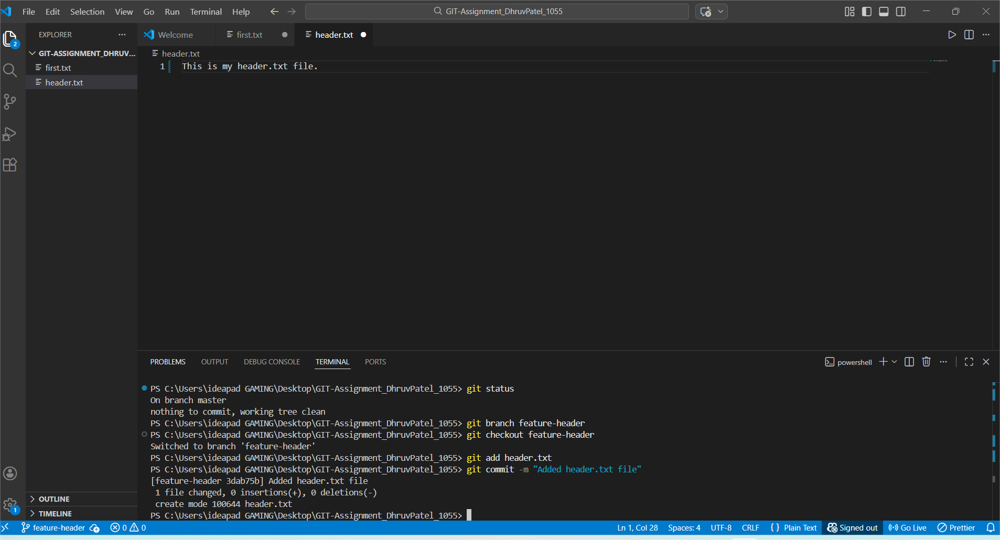 File Edit Selection View Go Run Terminal Help GIT-Assignment_DhruvPatel_1055
EXPLORER
Welcome first.txt header.txt
2
GIT-ASSIGNMENT_DHRUV...
first.txt
header.txt
header.txt
1 This is my header.txt file.
PROBLEMS OUTPUT DEBUG CONSOLE TERMINAL PORTS powershell
PS C:\Users\ideapad GAMING\Desktop\GIT-Assignment_DhruvPatel_1055> git status
On branch master
nothing to commit, working tree clean
PS C:\Users\ideapad GAMING\Desktop\GIT-Assignment_DhruvPatel_1055> git branch feature-header
PS C:\Users\ideapad GAMING\Desktop\GIT-Assignment_DhruvPatel_1055> git checkout feature-header
Switched to branch 'feature-header'
PS C:\Users\ideapad GAMING\Desktop\GIT-Assignment_DhruvPatel_1055> git add header.txt
PS C:\Users\ideapad GAMING\Desktop\GIT-Assignment_DhruvPatel_1055> git commit -m "Added header.txt file"
[feature-header 3dab75b] Added header.txt file
1 file changed, 0 insertions(+), 0 deletions(-)
create mode 100644 header.txt
PS C:\Users\ideapad GAMING\Desktop\GIT-Assignment_DhruvPatel_1055>
OUTLINE
TIMELINE
1
feature-header 0 0 Ln 1, Col 28 Spaces: 4 UTF-8 CRLF { } Plain Text Signed out Go Live Prettier